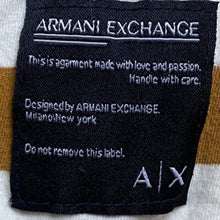 ARMANI EXCHANGE
This is agarment made with love and passion.
Handle with care.
Designed by ARMANI EXCHANGE.
Milano\New york
Do not remove this label.
A|X